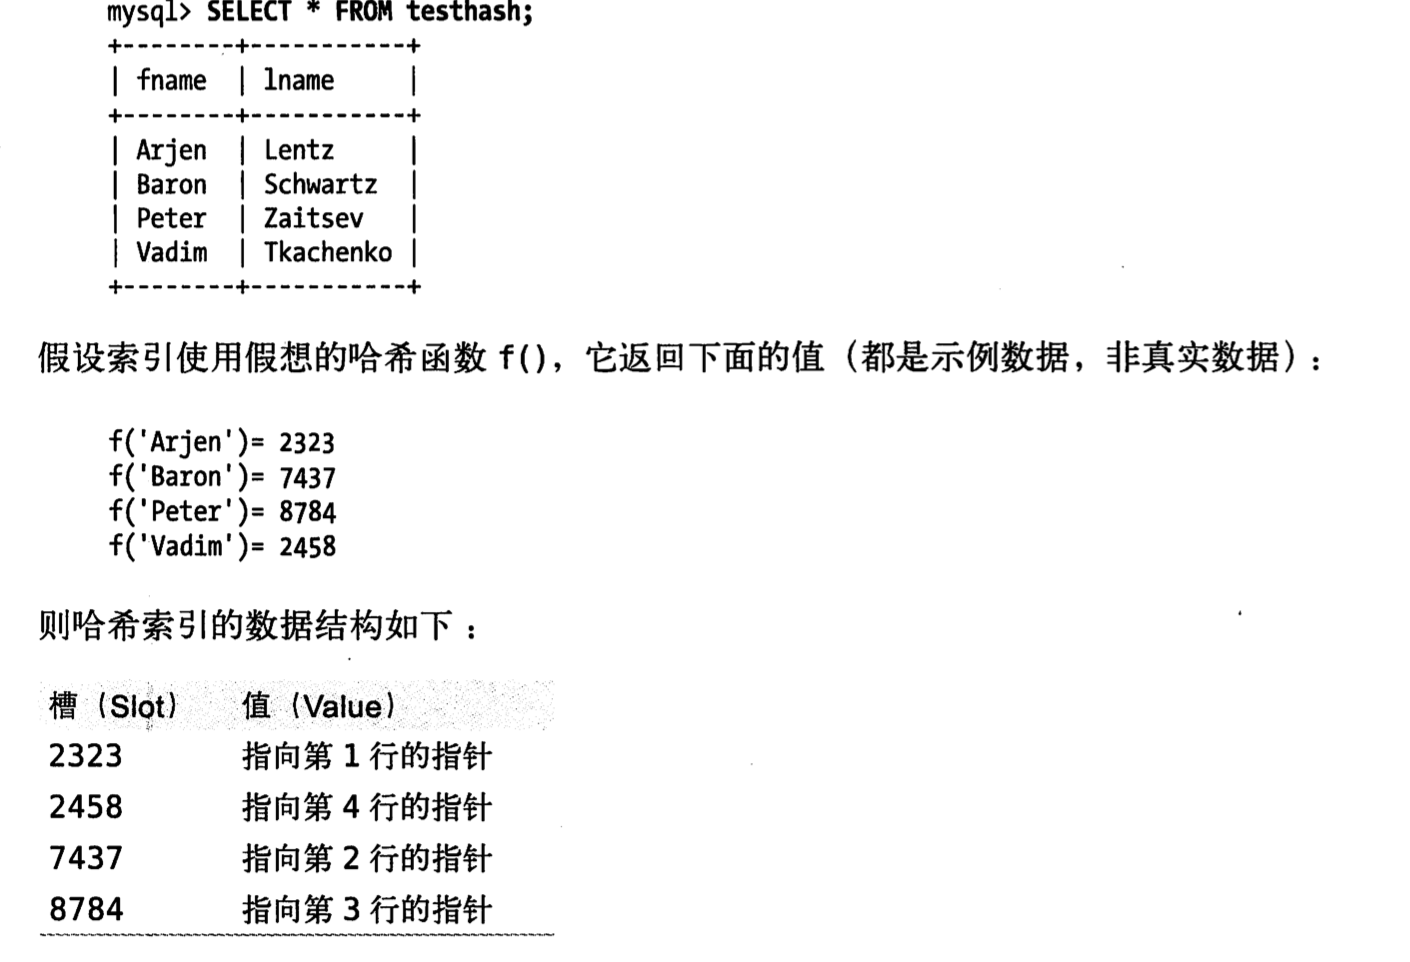 mysql> SELECT * FROM testhash;
+--------+-----------+
| fname  | lname     |
+--------+-----------+
| Arjen  | Lentz     |
| Baron  | Schwartz  |
| Peter  | Zaitsev   |
| Vadim  | Tkachenko |
+--------+-----------+
假设索引使用假想的哈希函数 f()，它返回下面的值（都是示例数据，非真实数据）：
f('Arjen')= 2323
f('Baron')= 7437
f('Peter')= 8784
f('Vadim')= 2458
则哈希索引的数据结构如下：
槽（Slot） 值（Value）
2323 指向第 1 行的指针
2458 指向第 4 行的指针
7437 指向第 2 行的指针
8784 指向第 3 行的指针